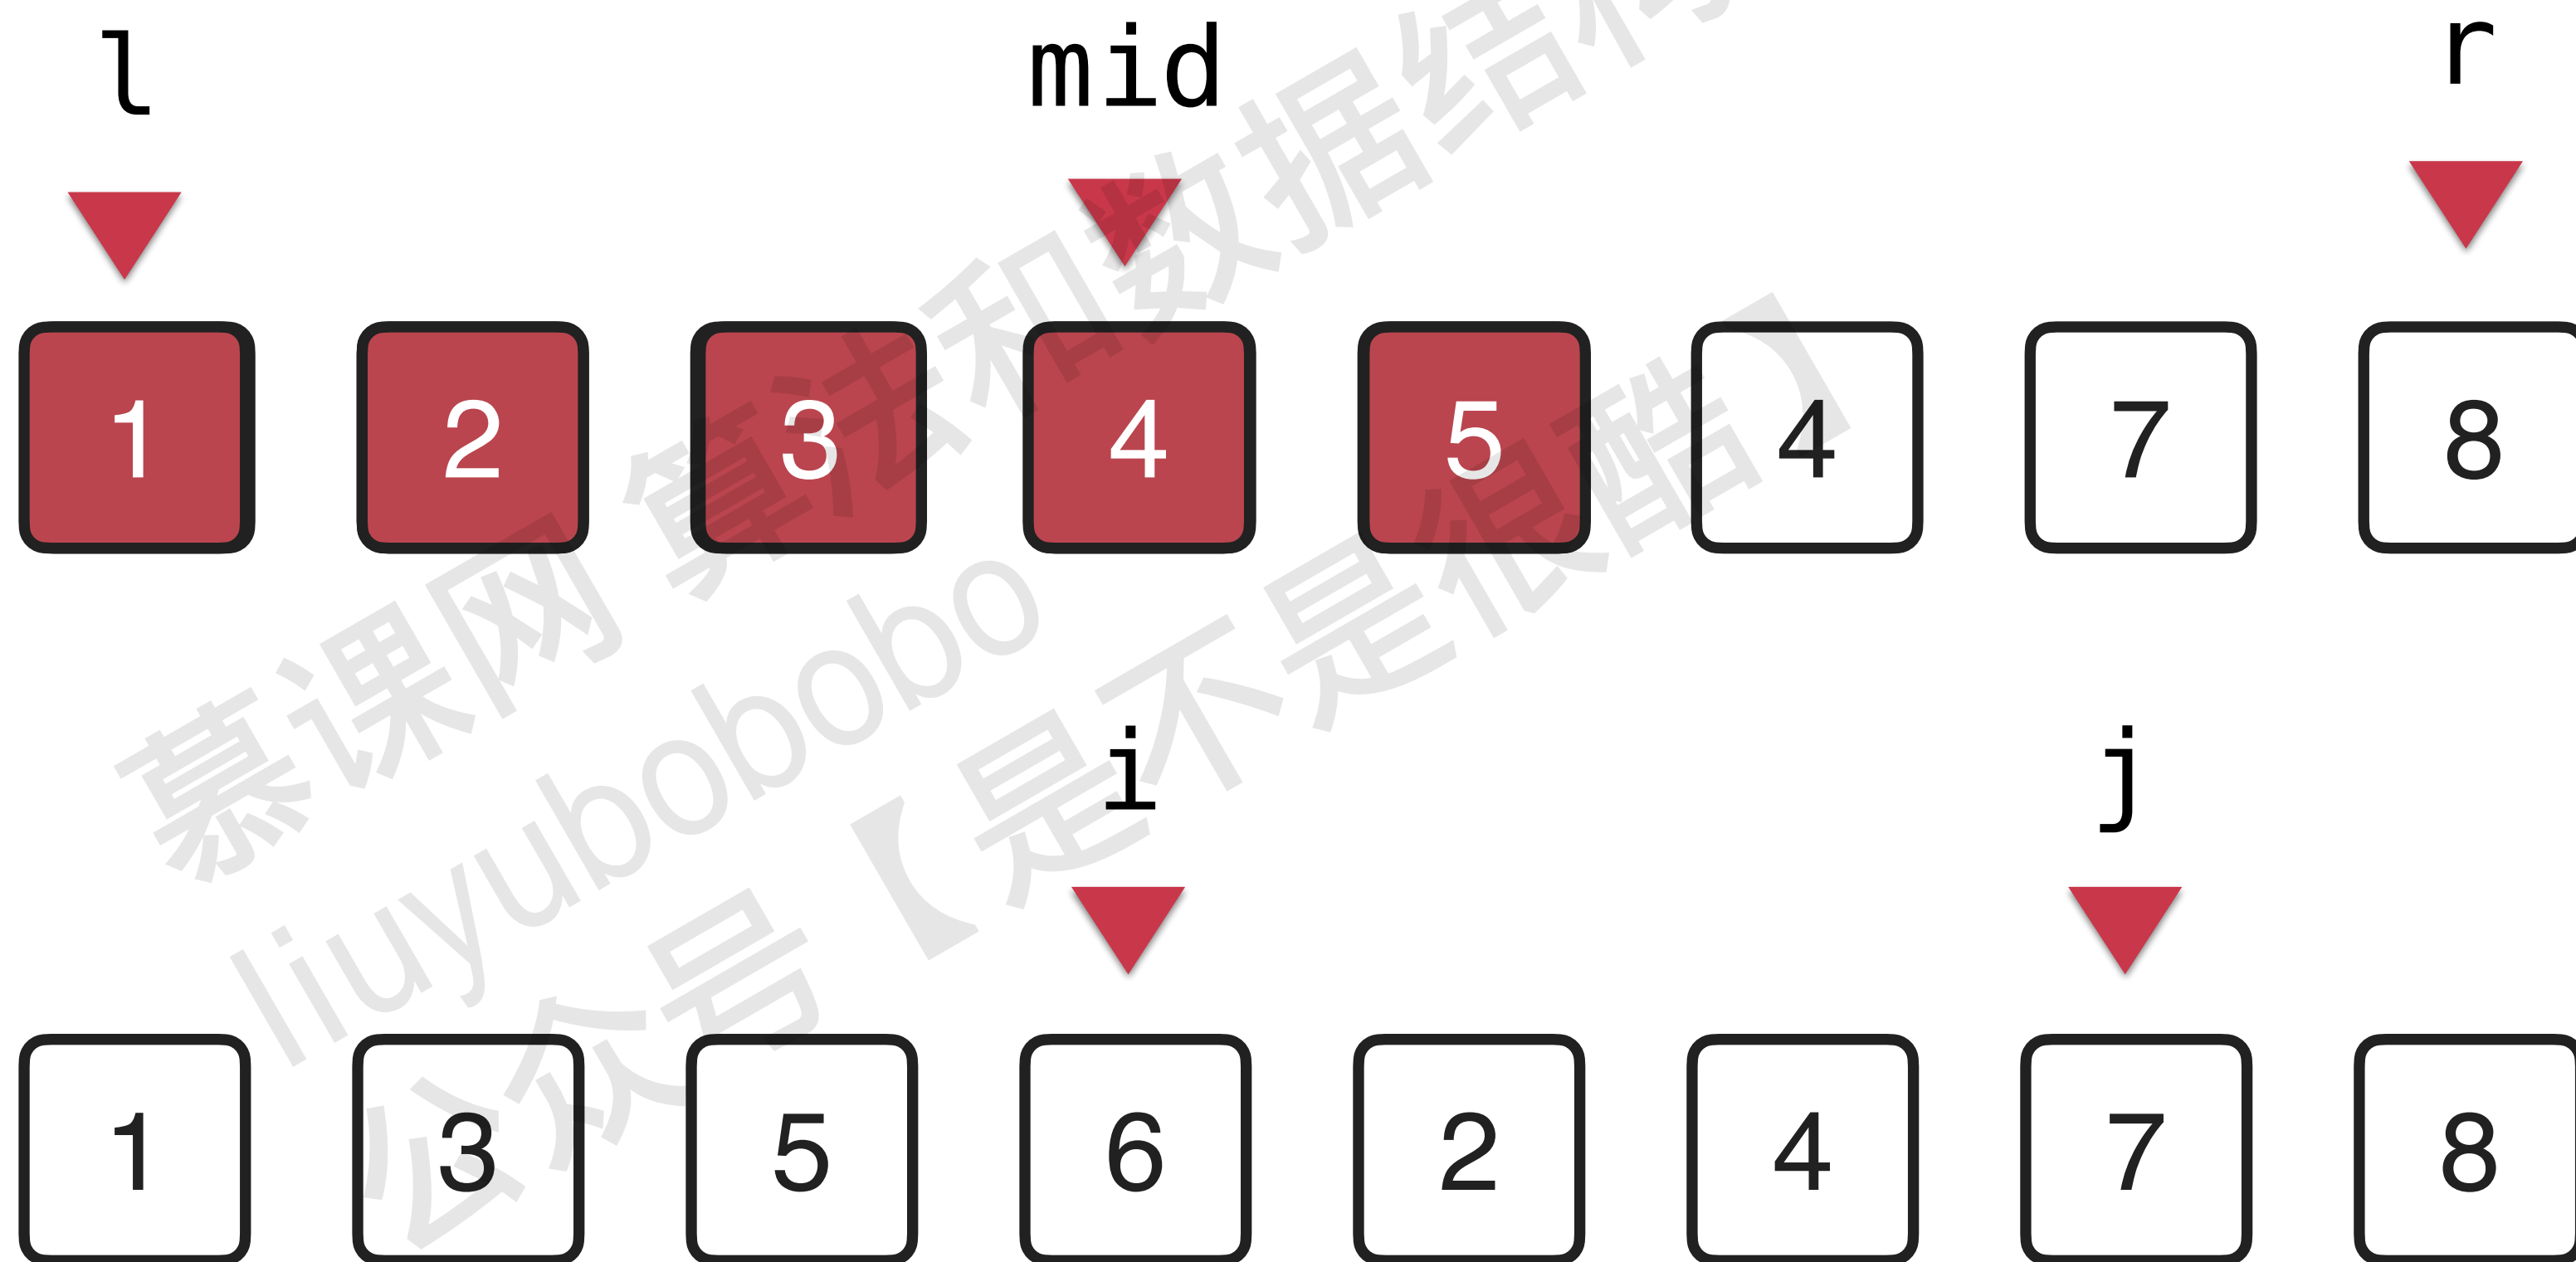 l mid r
1 2 3 4 5 4 7 8
i j
1 3 5 6 2 4 7 8
慕课网 算法和数据结构
liuyubobobo
公众号【是不是很酷】